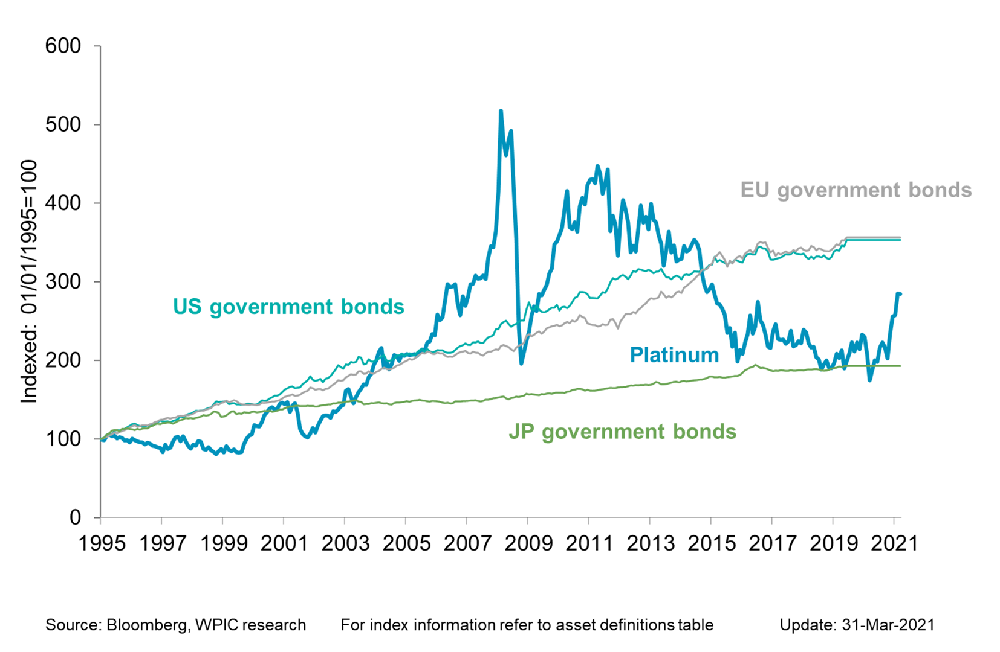 Indexed: 01/01/1995=100
600
500
400
300
200
100
0
EU government bonds
US government bonds
Platinum
JP government bonds
1995 1997 1999 2001 2003 2005 2007 2009 2011 2013 2015 2017 2019 2021
Source: Bloomberg, WPIC research For index information refer to asset definitions table Update: 31-Mar-2021